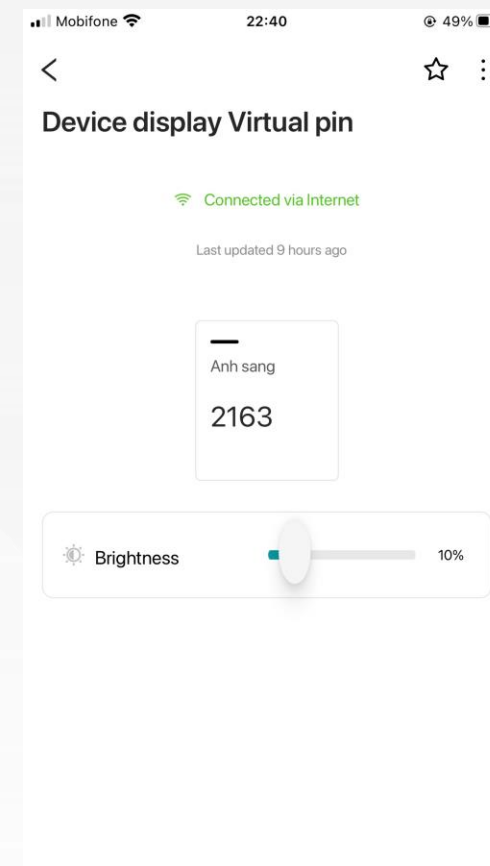 Mobifone 22:40 49%
Device display Virtual pin
Connected via Internet
Last updated 9 hours ago
Anh sang
2163
Brightness 10%